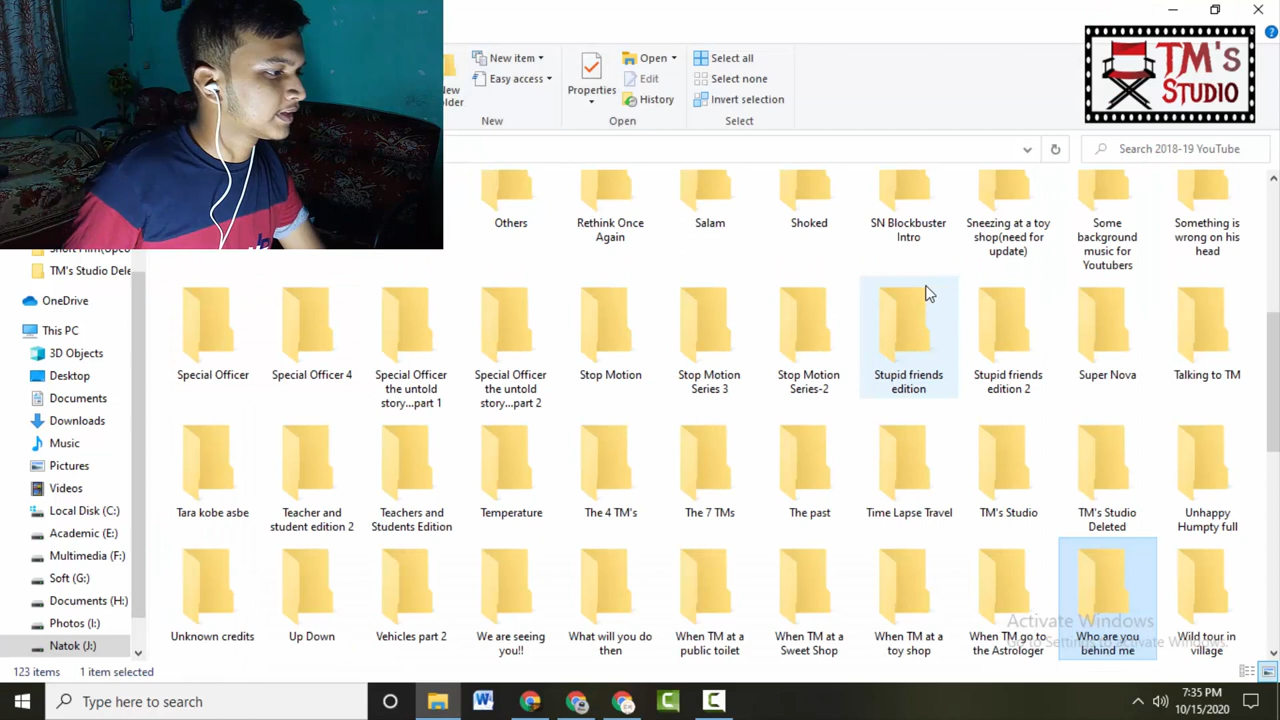 New item
Easy access
New
folder
New
Properties
Open
Edit
History
Open
Select all
Select none
Invert selection
Select
TM's
STUDIO
Search 2018-19 YouTube
Others
Rethink Once
Again
Salam
Shoked
SN Blockbuster
Intro
Sneezing at a toy
shop(need for
update)
Some
background
music for
Youtubers
Something is
wrong on his
head
TM's Studio Dele
OneDrive
This PC
3D Objects
Desktop
Documents
Downloads
Music
Pictures
Videos
Local Disk (C:)
Academic (E:)
Multimedia (F:)
Soft (G:)
Documents (H:)
Photos (I:)
Natok (J:)
Special Officer
Special Officer 4
Special Officer
the untold
story...part 1
Special Officer
the untold
story...part 2
Stop Motion
Stop Motion
Series 3
Stop Motion
Series-2
Stupid friends
edition
Stupid friends
edition 2
Super Nova
Talking to TM
Tara kobe asbe
Teacher and
student edition 2
Teachers and
Students Edition
Temperature
The 4 TM's
The 7 TMs
The past
Time Lapse Travel
TM's Studio
TM's Studio
Deleted
Unhappy
Humpty full
Unknown credits
Up Down
Vehicles part 2
We are seeing
you!!
What will you do
then
When TM at a
public toilet
When TM at a
Sweet Shop
When TM at a
toy shop
When TM go to
the Astrologer
Who are you
behind me
Wild tour in
village
Activate Windows
Go to Settings to activate Windows.
123 items
1 item selected
Type here to search
7:35 PM
10/15/2020